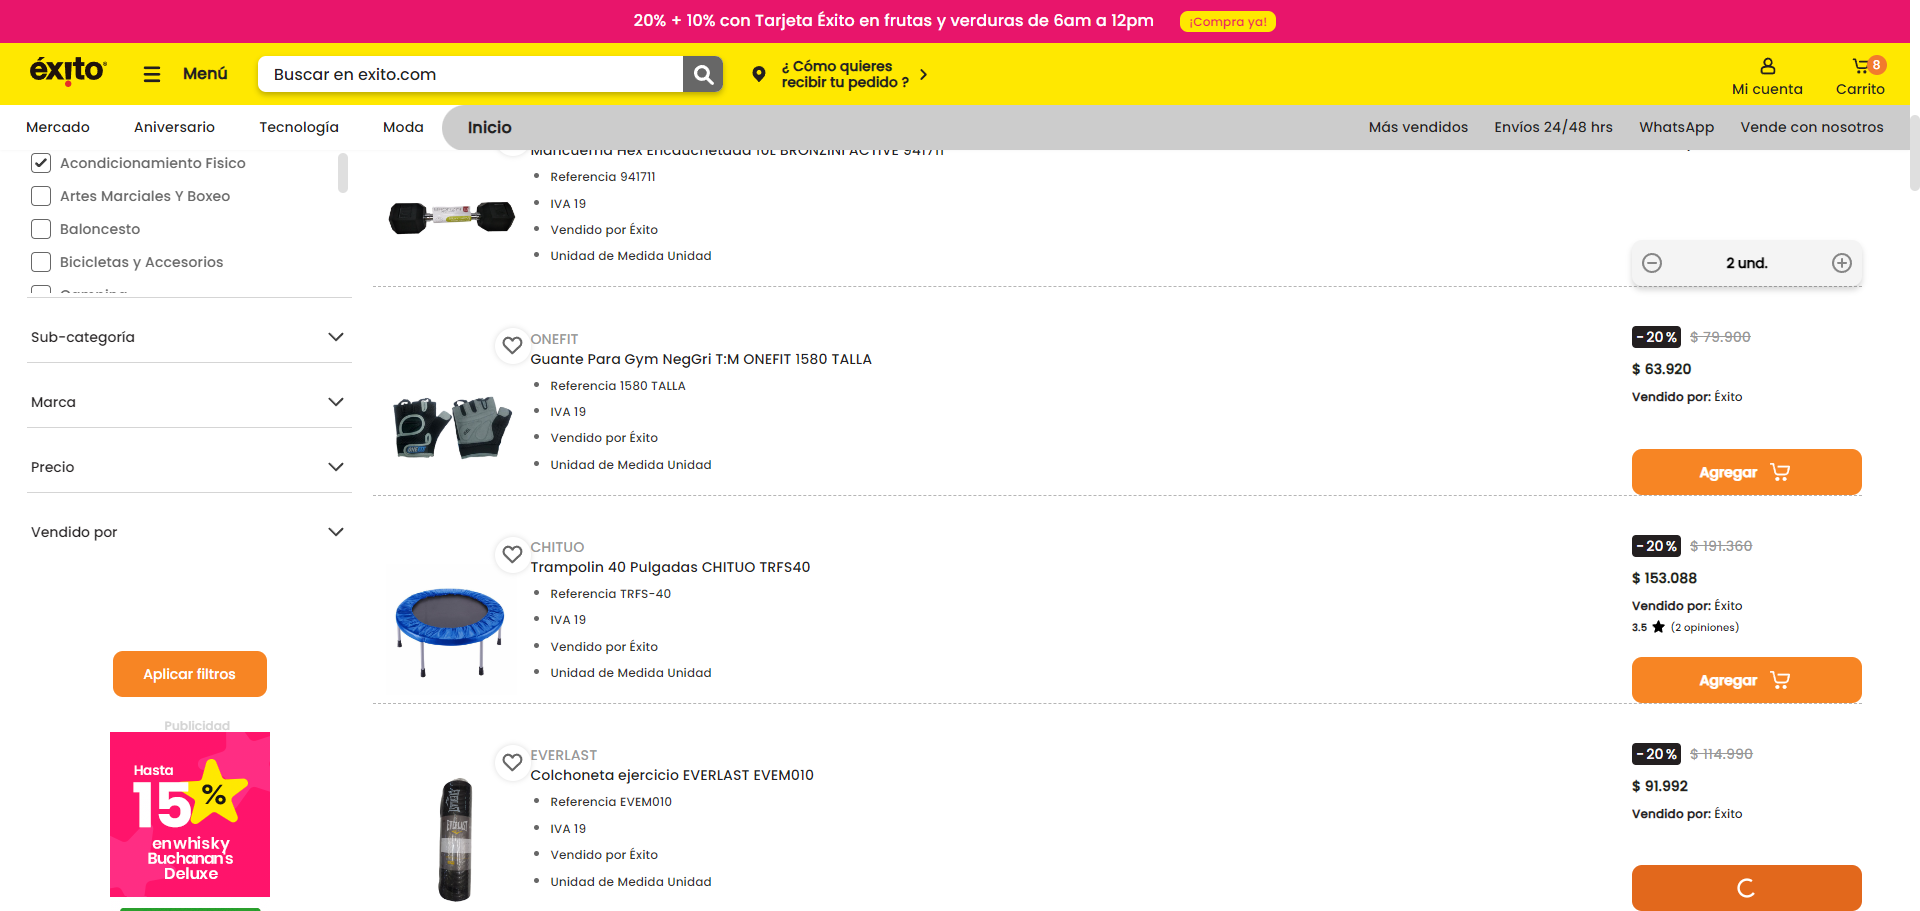 20% + 10% con Tarjeta Éxito en frutas y verduras de 6am a 12pm
¡Compra ya!
éxito
Menú
Buscar en exito.com
¿ Cómo quieres
recibir tu pedido ?
Mi cuenta
8
Carrito
Mercado
Aniversario
Tecnología
Moda
Inicio
Más vendidos
Envíos 24/48 hrs
WhatsApp
Vende con nosotros
Acondicionamiento Fisico
Artes Marciales Y Boxeo
Baloncesto
Bicicletas y Accesorios
Sub-categoría
Marca
Precio
Vendido por
Aplicar filtros
Publicidad
Hasta
15%
en whisky
Buchanan's
Deluxe
Mancuerna Hex Encauchetada 10L BRONZINI ACTIVE 941711
Referencia 941711
IVA 19
Vendido por Éxito
Unidad de Medida Unidad
2 und.
ONEFIT
Guante Para Gym NegGri T:M ONEFIT 1580 TALLA
Referencia 1580 TALLA
IVA 19
Vendido por Éxito
Unidad de Medida Unidad
-20% $ 79.900
$ 63.920
Vendido por: Éxito
Agregar
CHITUO
Trampolin 40 Pulgadas CHITUO TRFS40
Referencia TRFS-40
IVA 19
Vendido por Éxito
Unidad de Medida Unidad
-20% $ 191.360
$ 153.088
Vendido por: Éxito
3.5 ★ (2 opiniones)
Agregar
EVERLAST
Colchoneta ejercicio EVERLAST EVEM010
Referencia EVEM010
IVA 19
Vendido por Éxito
Unidad de Medida Unidad
-20% $ 114.990
$ 91.992
Vendido por: Éxito